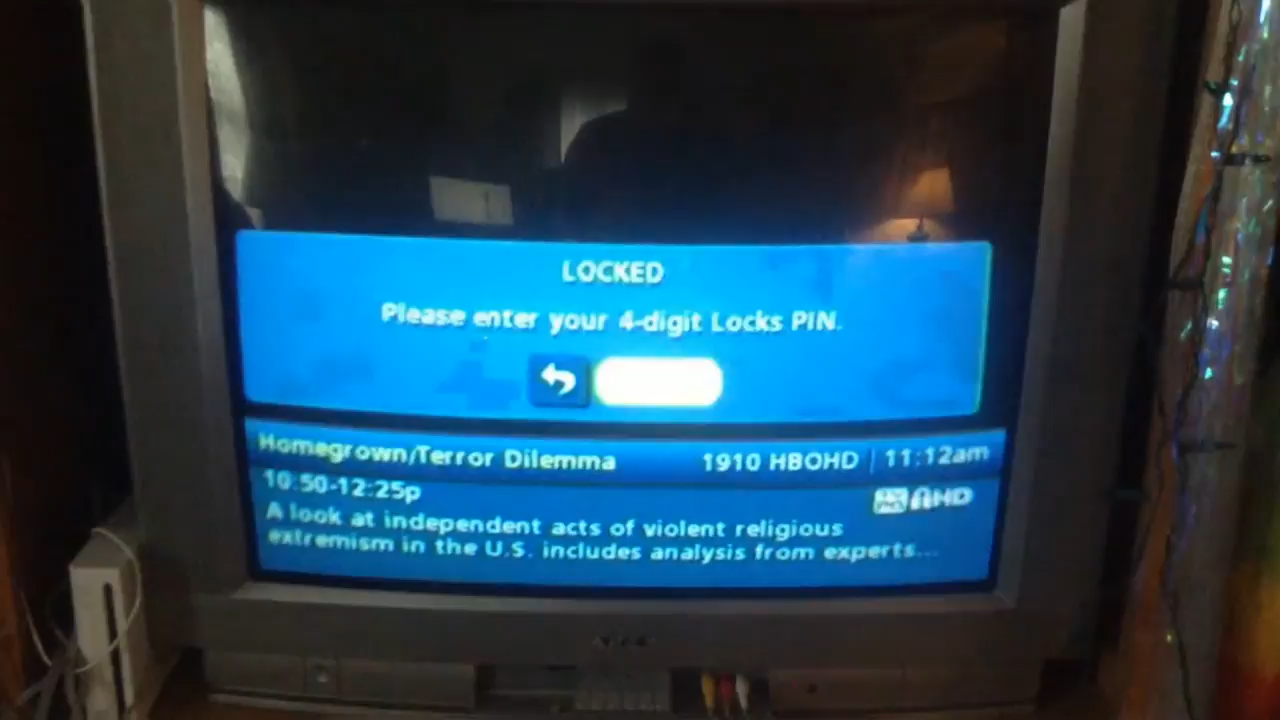 LOCKED
Please enter your 4-digit Locks PIN.
Homegrown/Terror Dilemma 1910 HBOHD | 11:12am
10:50-12:25p HD
A look at independent acts of violent religious
extremism in the U.S. includes analysis from experts...